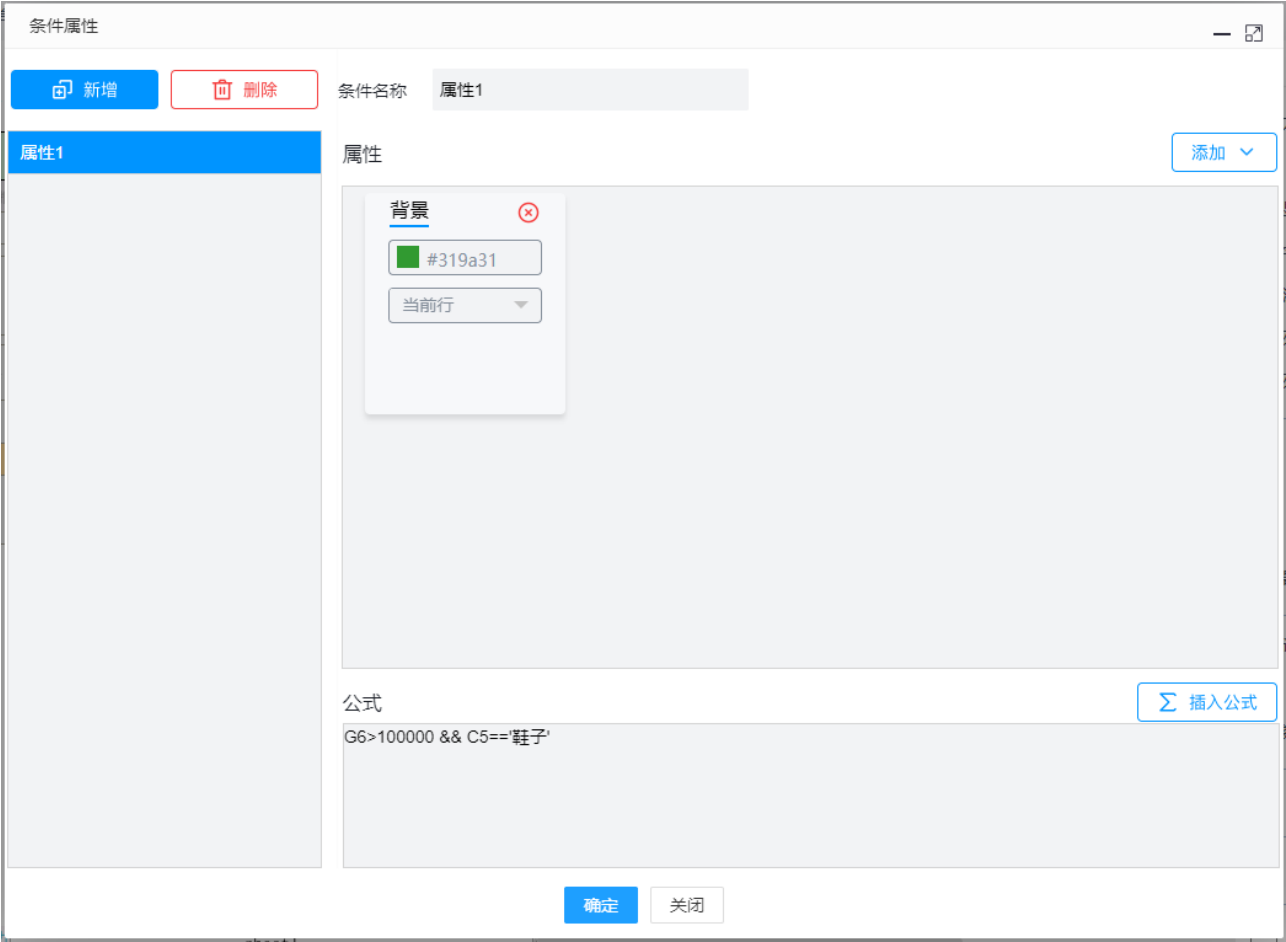 条件属性
新增
删除
条件名称
属性1
属性1
属性
添加
背景
#319a31
当前行
公式
插入公式
G6>100000 && C5=='鞋子'
确定
关闭